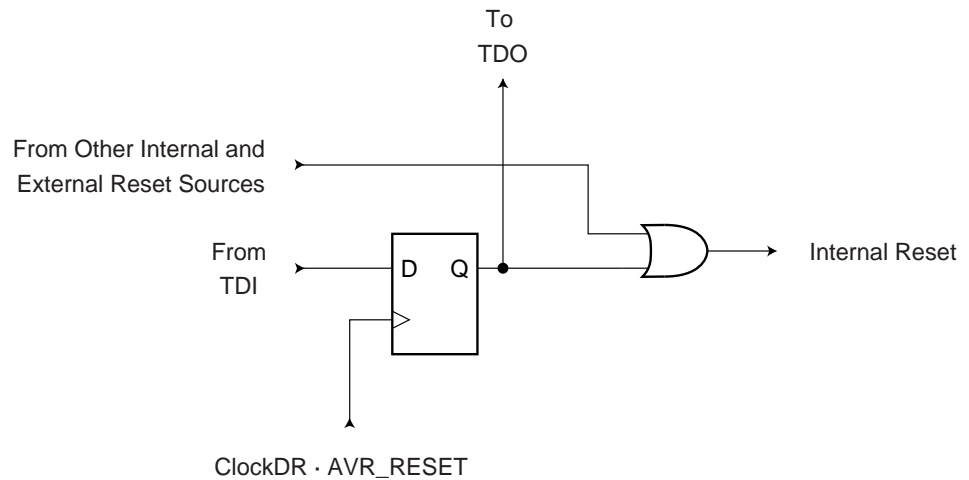 To
TDO
From Other Internal and
External Reset Sources
From
TDI
D Q
Internal Reset
ClockDR · AVR_RESET